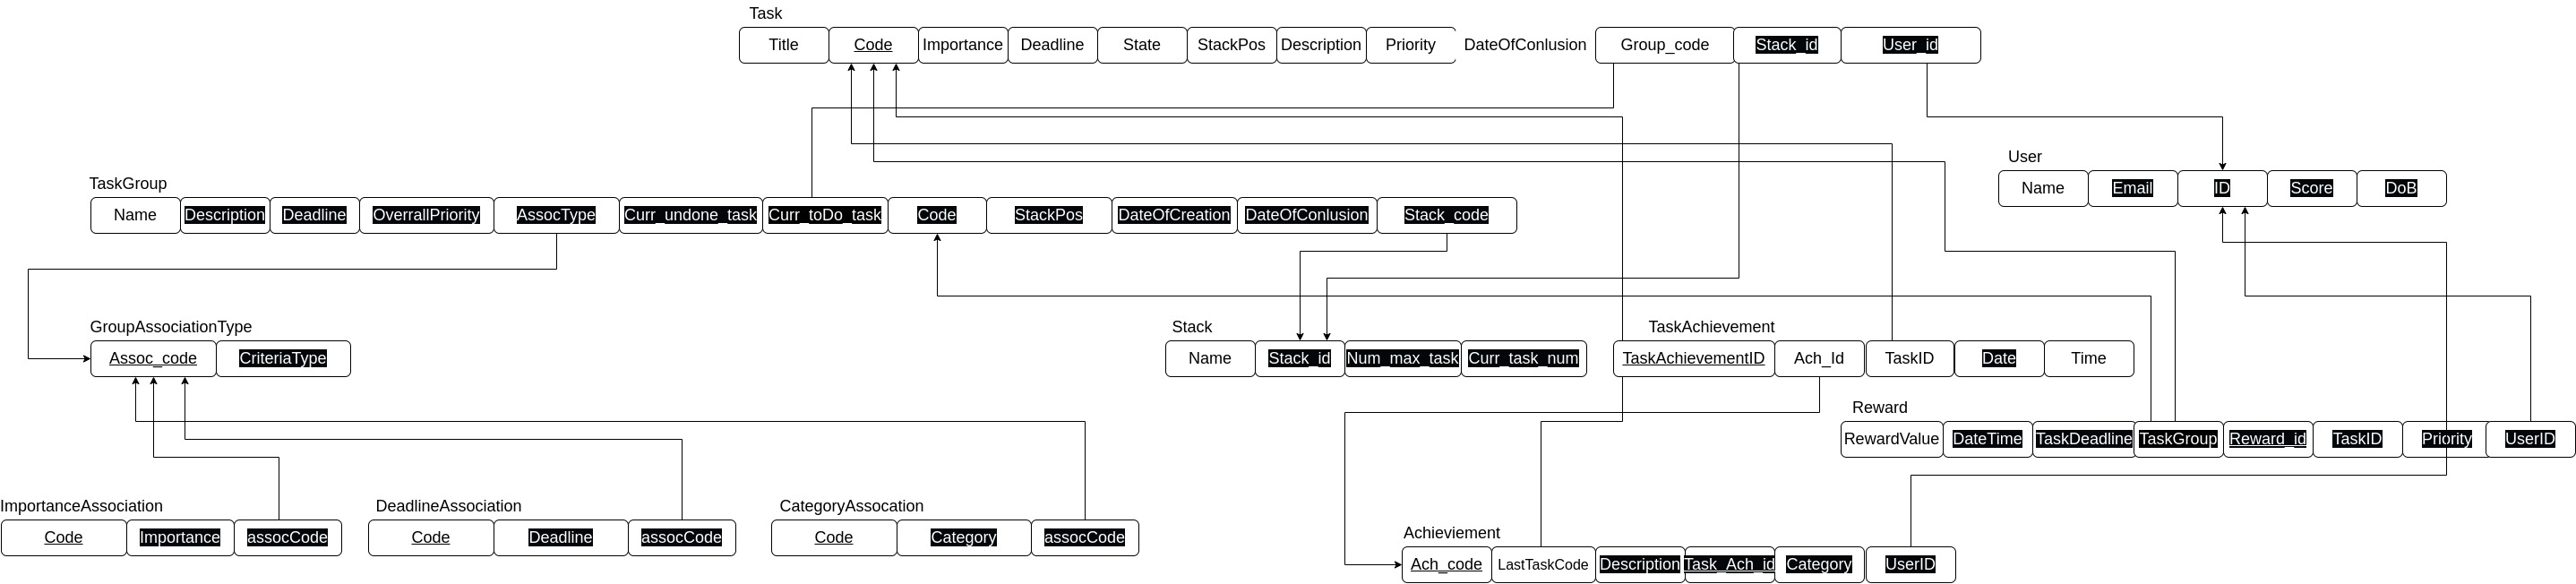 Task
Title Code Importance Deadline State StackPos Description Priority DateOfConlusion Group_code Stack_id User_id
User
Name Email ID Score DoB
TaskGroup
Name Description Deadline OverrallPriority AssocType Curr_undone_task Curr_toDo_task Code StackPos DateOfCreation DateOfConlusion Stack_code
GroupAssociationType
Assoc_code CriteriaType
Stack
Name Stack_id Num_max_task Curr_task_num
TaskAchievement
TaskAchievementID Ach_Id TaskID Date Time
Reward
RewardValue DateTime TaskDeadline TaskGroup Reward_id TaskID Priority UserID
ImportanceAssociation
Code Importance assocCode
DeadlineAssociation
Code Deadline assocCode
CategoryAssocation
Code Category assocCode
Achieviement
Ach_code LastTaskCode Description Task_Ach_id Category UserID